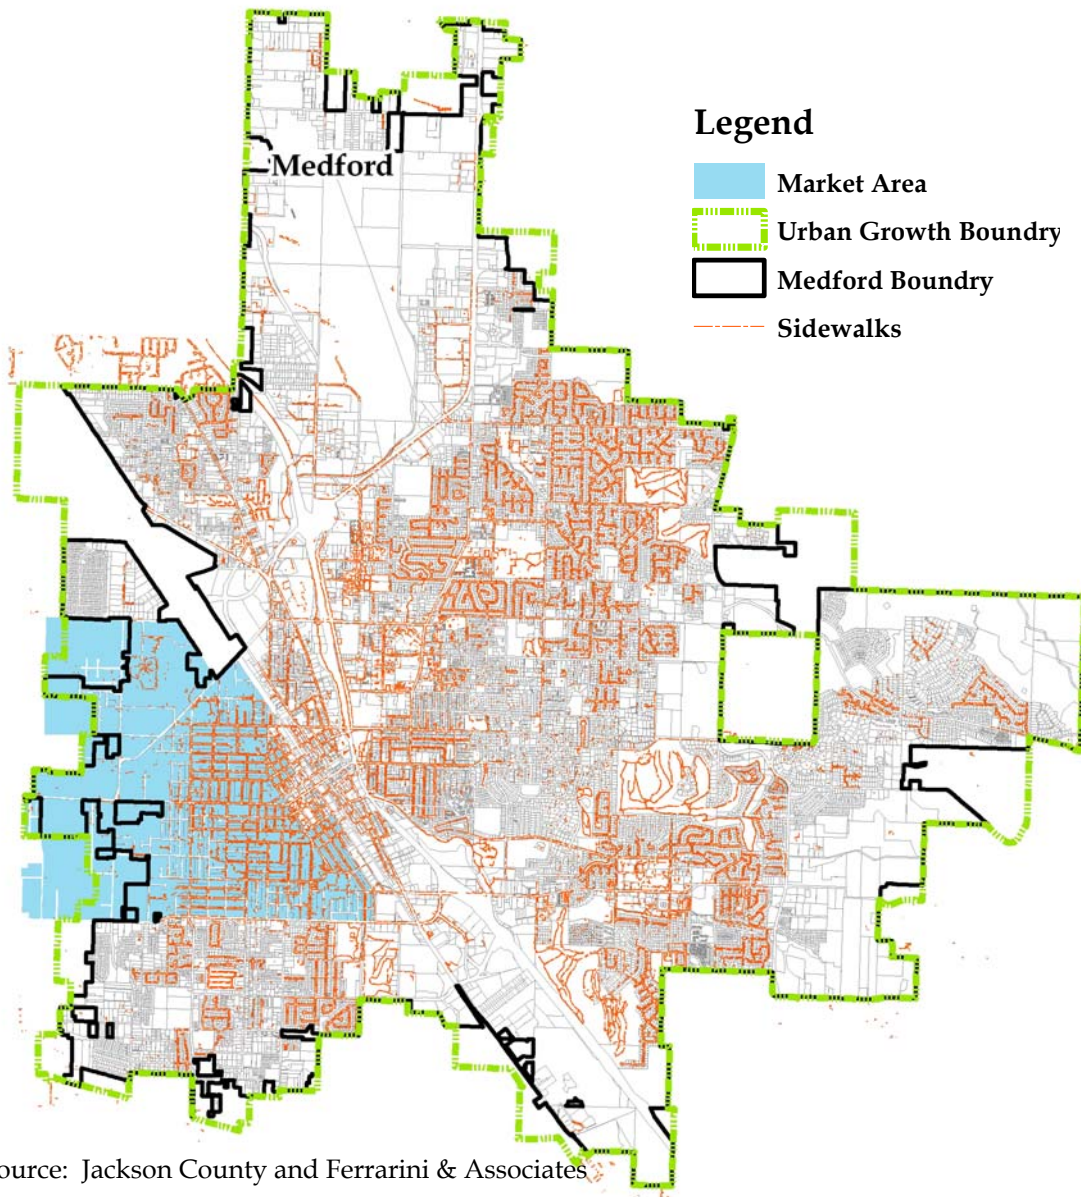 Legend
Medford
Market Area
Urban Growth Boundry
Medford Boundry
Sidewalks
ource: Jackson County and Ferrarini & Associates